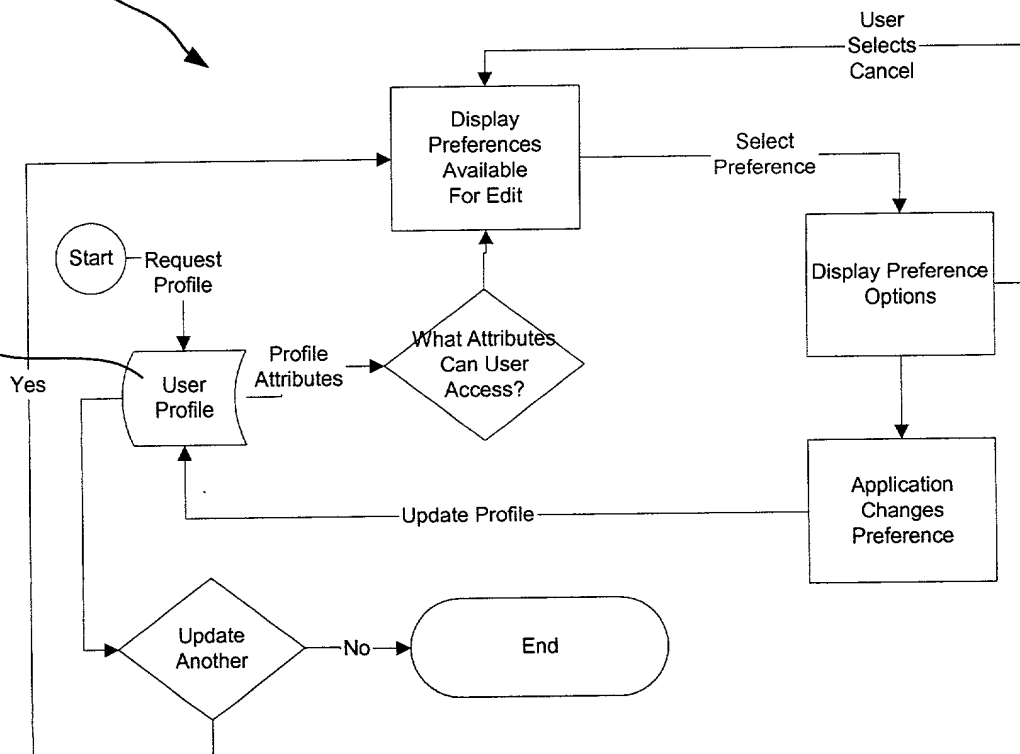 User
Selects
Cancel
Display
Preferences
Available
For Edit
Select
Preference
Start
Request
Profile
Display Preference
Options
What Attributes
Can User
Access?
Profile
Attributes
Yes
User
Profile
Application
Changes
Preference
Update Profile
Update
Another
No
End